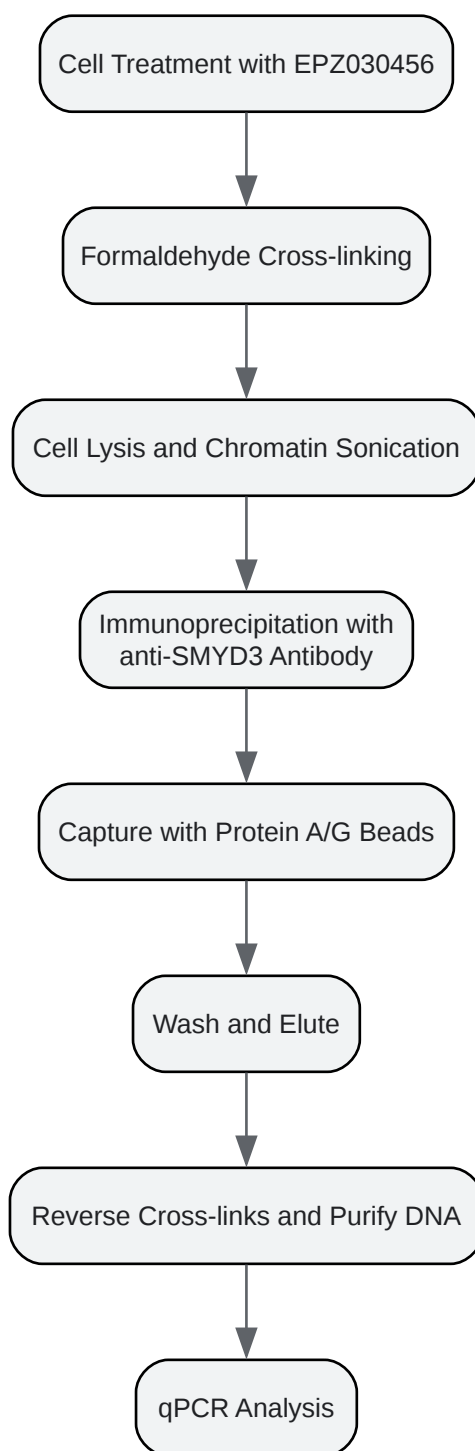 Cell Treatment with EPZ030456
Formaldehyde Cross-linking
Cell Lysis and Chromatin Sonication
Immunoprecipitation with
anti-SMYD3 Antibody
Capture with Protein A/G Beads
Wash and Elute
Reverse Cross-links and Purify DNA
qPCR Analysis